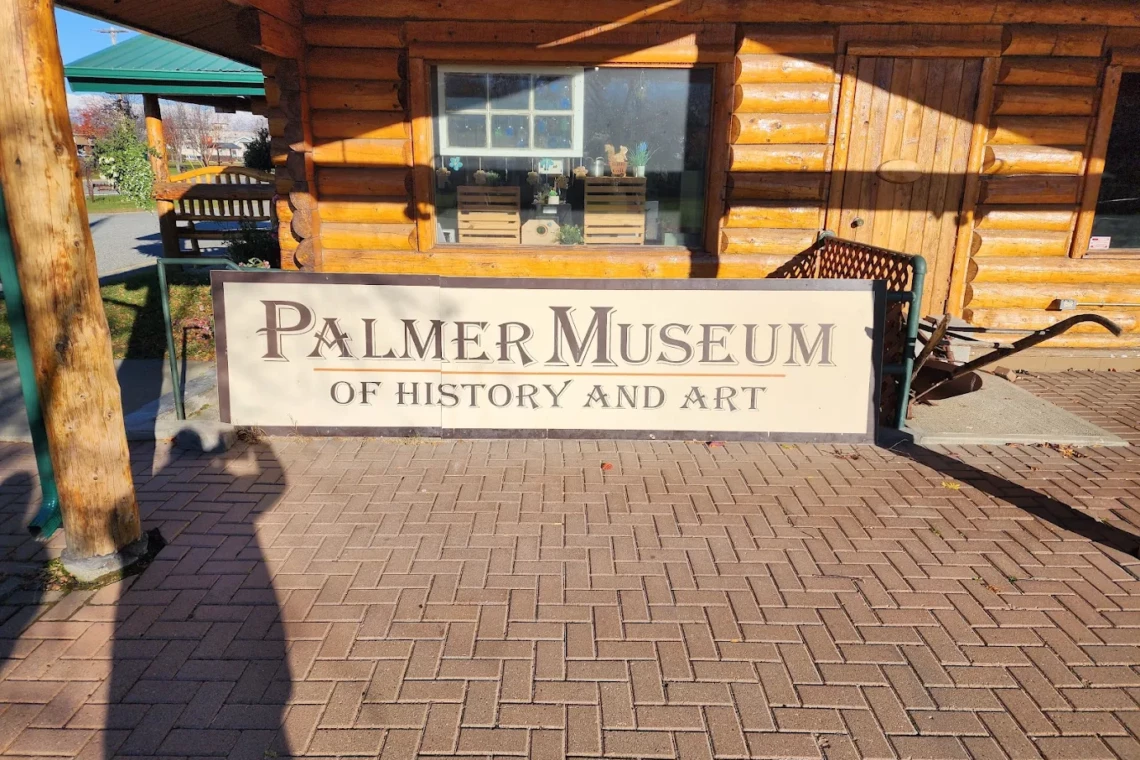 PALMER MUSEUM
OF HISTORY AND ART